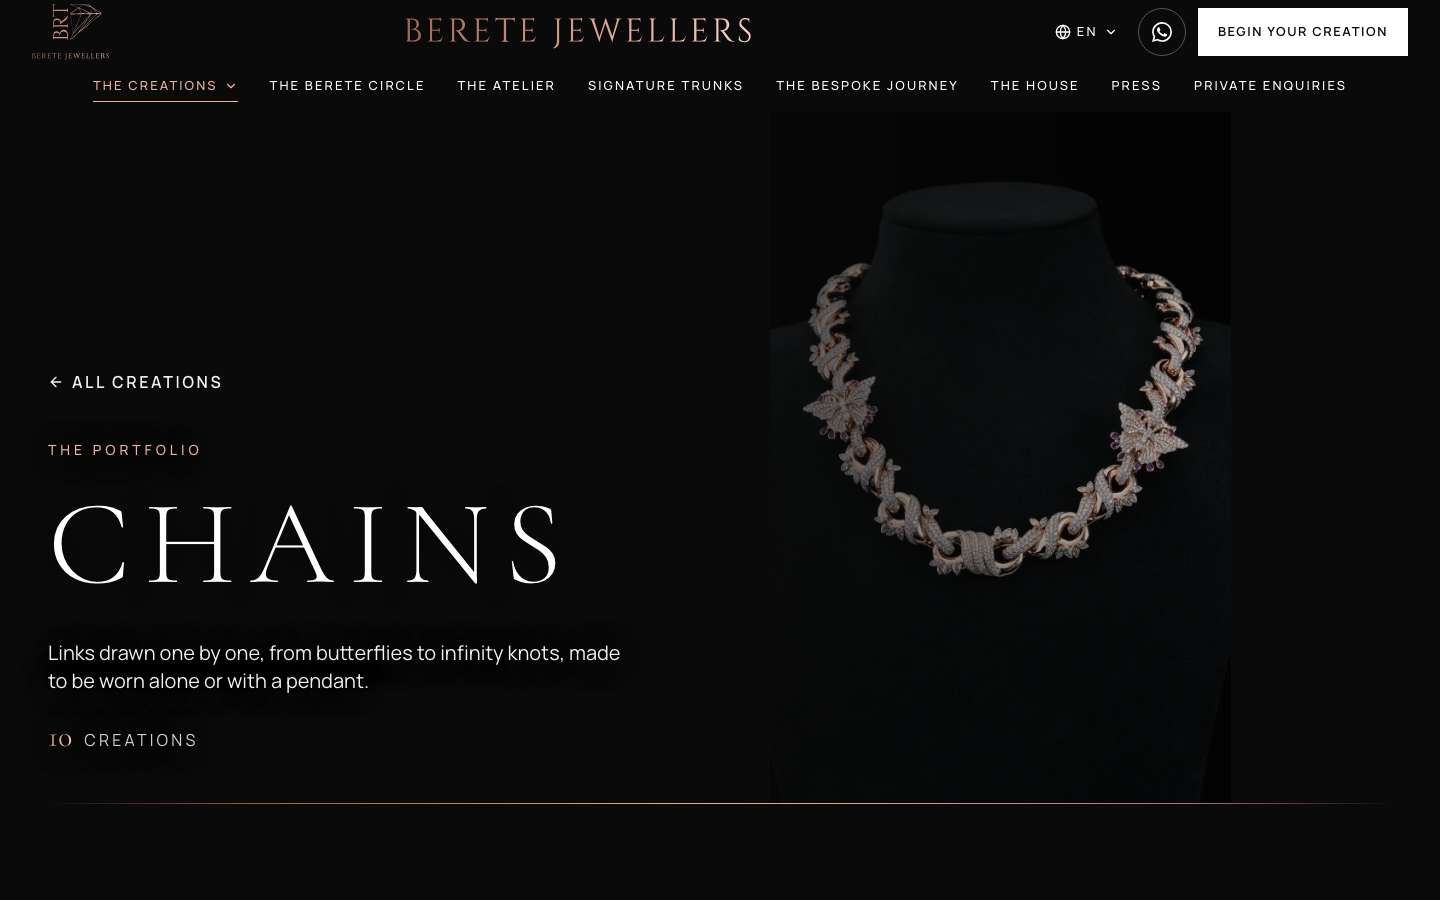 BRT
BERETE JEWELLERS
BERETE JEWELLERS
EN
BEGIN YOUR CREATION
THE CREATIONS
THE BERETE CIRCLE
THE ATELIER
SIGNATURE TRUNKS
THE BESPOKE JOURNEY
THE HOUSE
PRESS
PRIVATE ENQUIRIES
ALL CREATIONS
THE PORTFOLIO
CHAINS
Links drawn one by one, from butterflies to infinity knots, made
to be worn alone or with a pendant.
10 CREATIONS